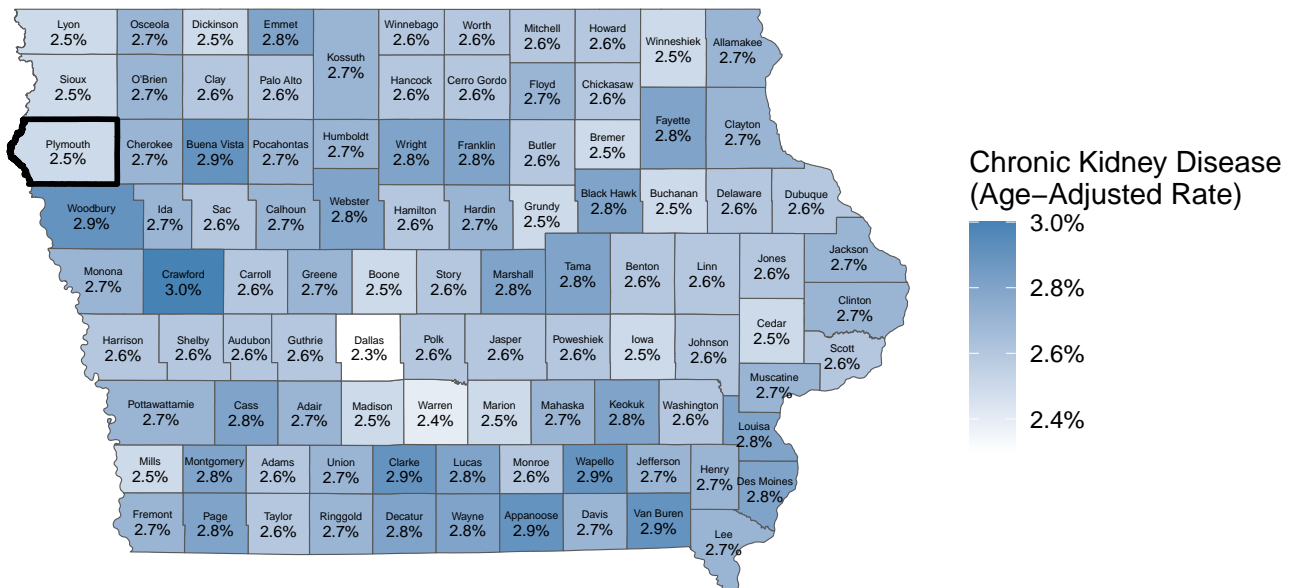 Lyon
2.5%
Osceola
2.7%
Dickinson
2.5%
Emmet
2.8%
Kossuth
2.7%
Winnebago
2.6%
Worth
2.6%
Mitchell
2.6%
Howard
2.6%
Winneshiek
2.5%
Allamakee
2.7%
Sioux
2.5%
O'Brien
2.7%
Clay
2.6%
Palo Alto
2.6%
Hancock
2.6%
Cerro Gordo
2.6%
Floyd
2.7%
Chickasaw
2.6%
Plymouth
2.5%
Cherokee
2.7%
Buena Vista
2.9%
Pocahontas
2.7%
Humboldt
2.7%
Wright
2.8%
Franklin
2.8%
Butler
2.6%
Bremer
2.5%
Fayette
2.8%
Clayton
2.7%
Woodbury
2.9%
Ida
2.7%
Sac
2.6%
Calhoun
2.7%
Webster
2.8%
Hamilton
2.6%
Hardin
2.7%
Grundy
2.5%
Black Hawk
2.8%
Buchanan
2.5%
Delaware
2.6%
Dubuque
2.6%
Monona
2.7%
Crawford
3.0%
Carroll
2.6%
Greene
2.7%
Boone
2.5%
Story
2.6%
Marshall
2.8%
Tama
2.8%
Benton
2.6%
Linn
2.6%
Jones
2.6%
Jackson
2.7%
Clinton
2.7%
Harrison
2.6%
Shelby
2.6%
Audubon
2.6%
Guthrie
2.6%
Dallas
2.3%
Polk
2.6%
Jasper
2.6%
Poweshiek
2.6%
Iowa
2.5%
Johnson
2.6%
Cedar
2.5%
Scott
2.6%
Muscatine
2.7%
Pottawattamie
2.7%
Cass
2.8%
Adair
2.7%
Madison
2.5%
Warren
2.4%
Marion
2.5%
Mahaska
2.7%
Keokuk
2.8%
Washington
2.6%
Louisa
2.8%
Mills
2.5%
Montgomery
2.8%
Adams
2.6%
Union
2.7%
Clarke
2.9%
Lucas
2.8%
Monroe
2.6%
Wapello
2.9%
Jefferson
2.7%
Henry
2.7%
Des Moines
2.8%
Fremont
2.7%
Page
2.8%
Taylor
2.6%
Ringgold
2.7%
Decatur
2.8%
Wayne
2.8%
Appanoose
2.9%
Davis
2.7%
Van Buren
2.9%
Lee
2.7%
Chronic Kidney Disease
(Age−Adjusted Rate)
3.0%
2.8%
2.6%
2.4%